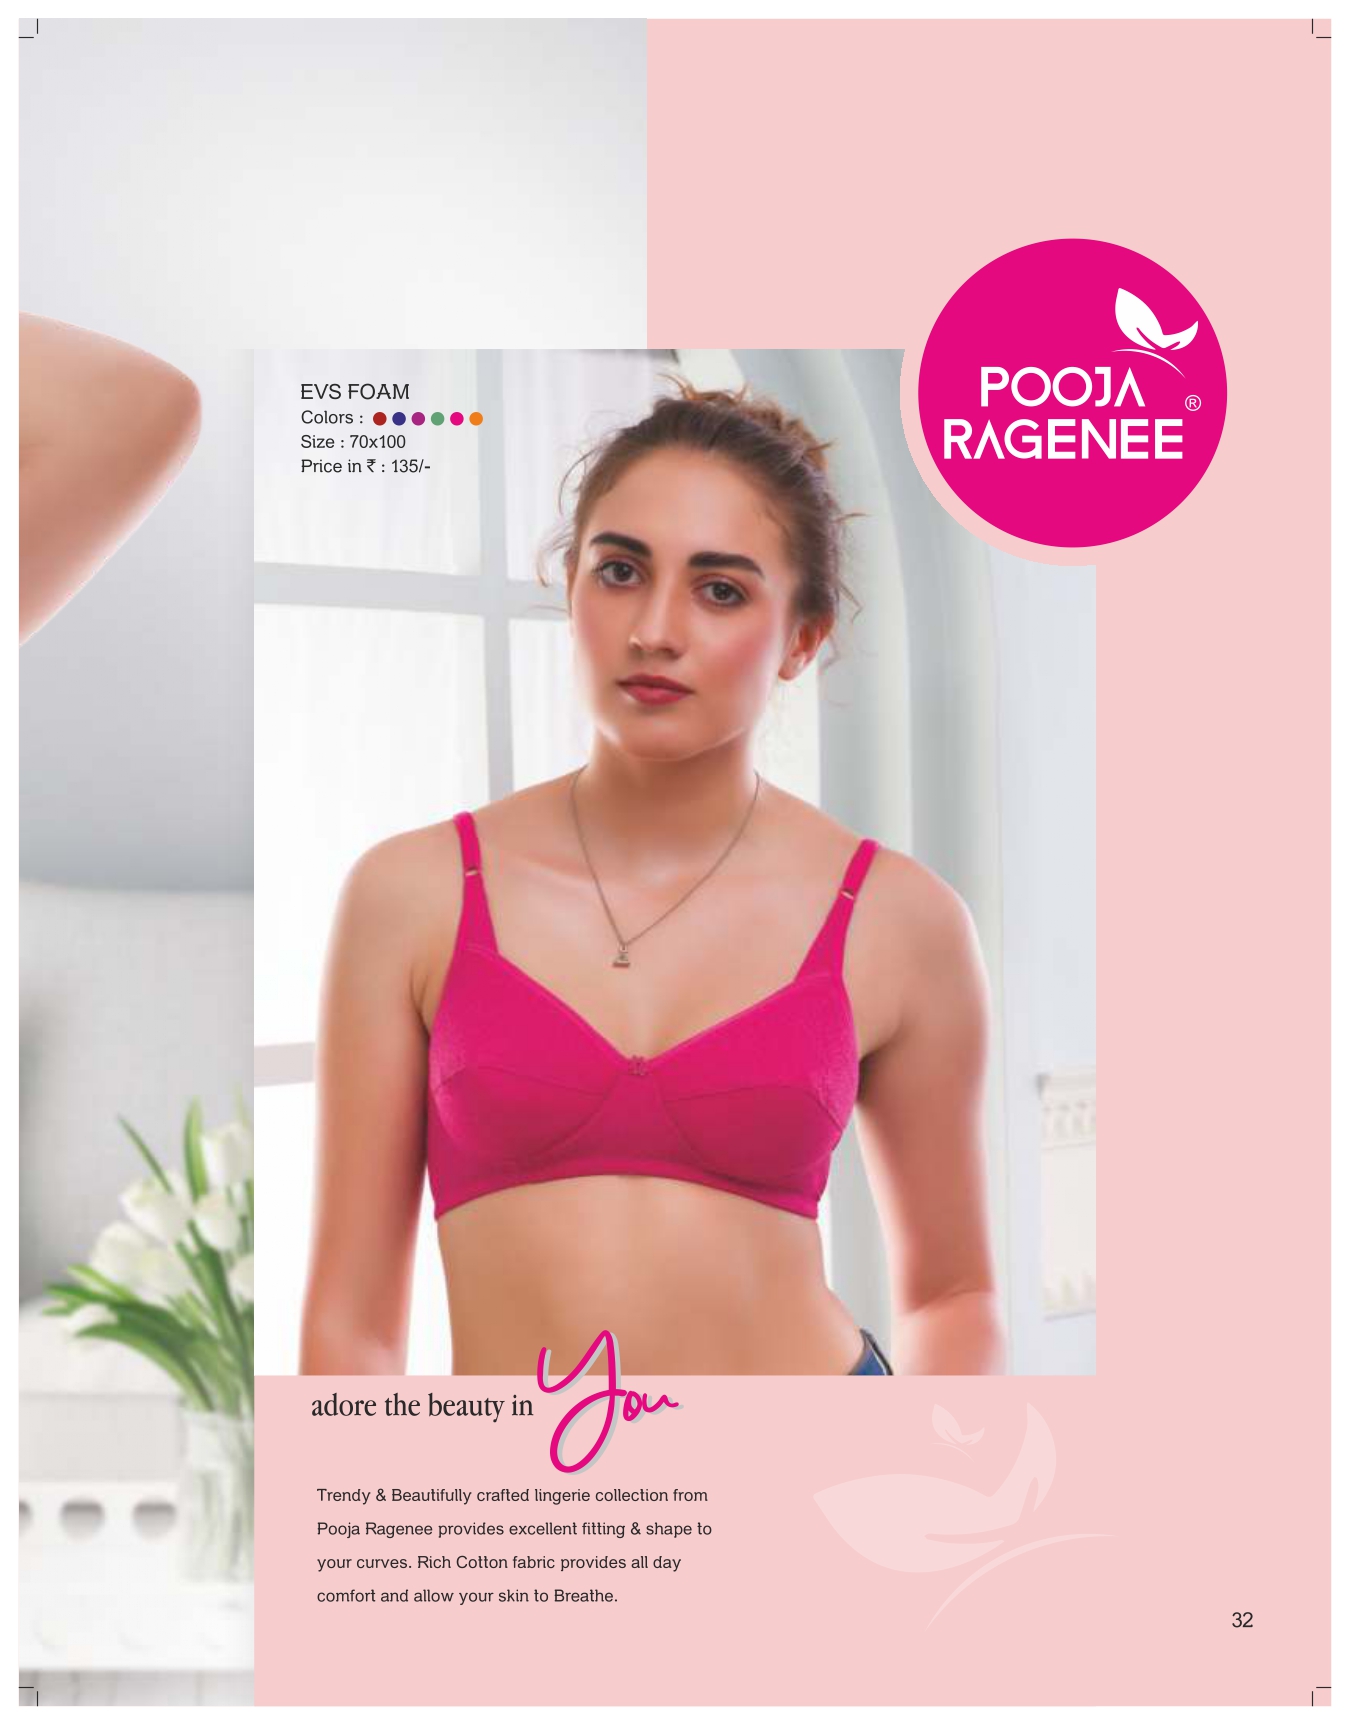 POOJA
RAGENEE ®
EVS FOAM
Colors :
Size : 70x100
Price in ₹ : 135/-
adore the beauty in You
Trendy & Beautifully crafted lingerie collection from
Pooja Ragenee provides excellent fitting & shape to
your curves. Rich Cotton fabric provides all day
comfort and allow your skin to Breathe.
32